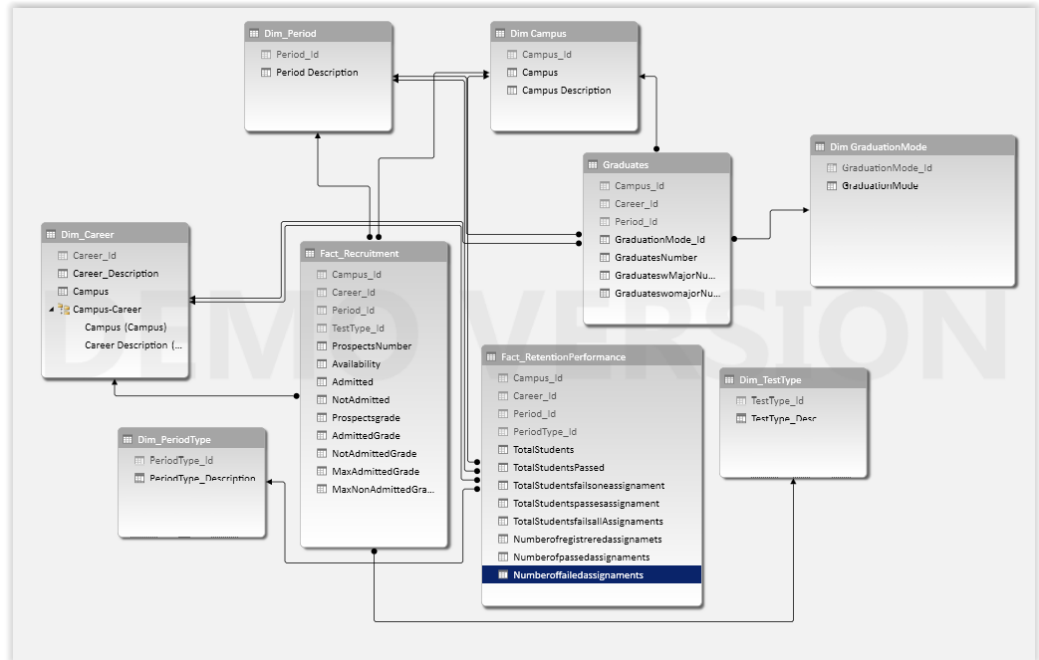 Dim_Period
Period_Id
Period Description
Dim Campus
Campus_Id
Campus
Campus Description
Graduates
Campus_Id
Career_Id
Period_Id
GraduationMode_Id
GraduatesNumber
GraduateswMajorNu...
GraduateswomajorNu...
Dim GraduationMode
GraduationMode_Id
GraduationMode
Dim_Career
Career_Id
Career_Description
Campus
Campus-Career
Campus (Campus)
Career Description (...
Fact_Recruitment
Campus_Id
Career_Id
Period_Id
TestType_Id
ProspectsNumber
Availability
Admitted
NotAdmitted
Prospectsgrade
AdmittedGrade
NotAdmittedGrade
MaxAdmittedGrade
MaxNonAdmittedGra...
Fact_RetentionPerformance
Campus_Id
Career_Id
Period_Id
PeriodType_Id
TotalStudents
TotalStudentsPassed
TotalStudentsfailsoneassignament
TotalStudentspassesassignament
TotalStudentsfailsallAssignaments
Numberofregistreredassignamets
Numberofpassedassignaments
Numberoffailedassignaments
Dim_TestType
TestType_Id
TestType_Desc
Dim_PeriodType
PeriodType_Id
PeriodType_Description
DEMO VERSION